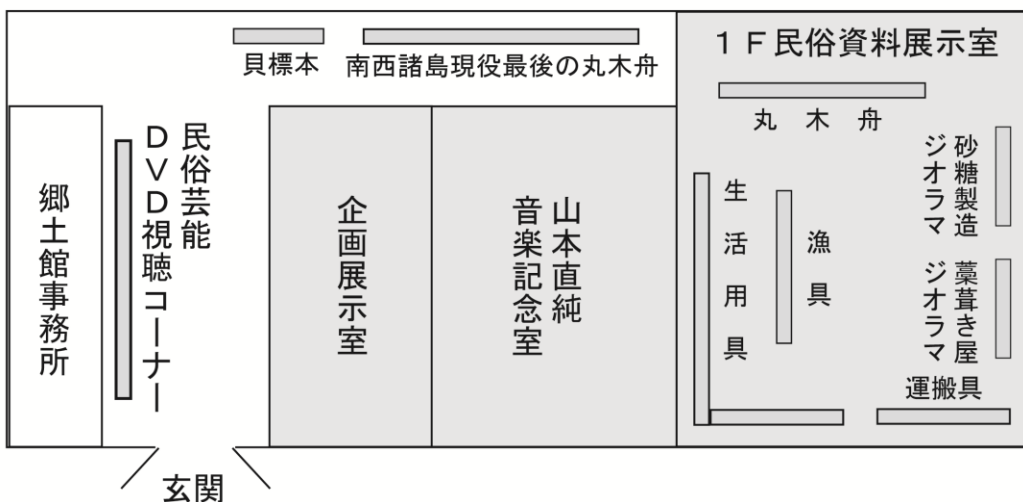 貝標本
南西諸島現役最後の丸木舟
1F民俗資料展示室
丸木舟
砂糖製造
ジオラマ
藁葺き屋
ジオラマ
運搬具
漁具
生活用具
山本直純
音楽記念室
企画展示室
民俗芸能
DVD視聴コーナー
郷土館事務所
玄関